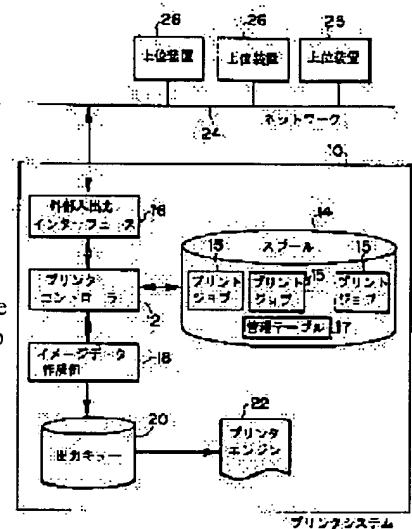 26 26 26
上位装置 上位装置 上位装置
24 ネットワーク
10
外部入出力
インターフェース
16
14
スプール
15 15 15
プリント
ジョブ
プリント
ジョブ
プリント
ジョブ
管理テーブル 17
プリンタ
コントローラ
12
イメージデータ
作成部
18
20
出力キュー
22
プリンタ
エンジン
プリンタシステム
e